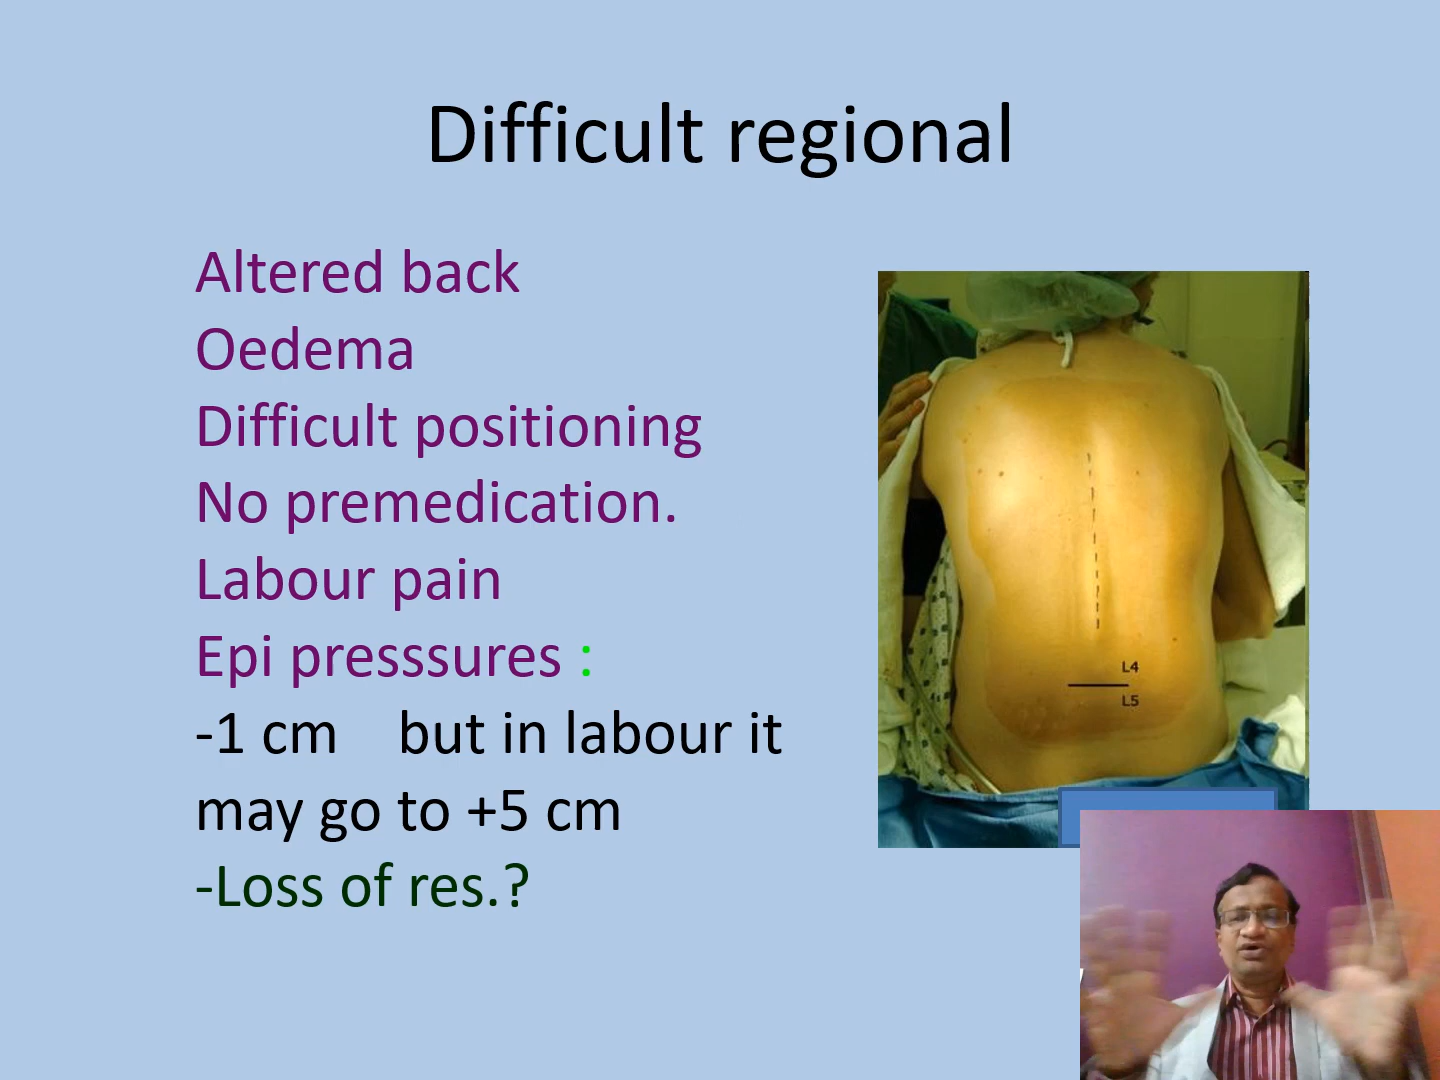 Difficult regional
Altered back
Oedema
Difficult positioning
No premedication.
Labour pain
Epi presssures :
-1 cm but in labour it
may go to +5 cm
-Loss of res.?
L4
L5